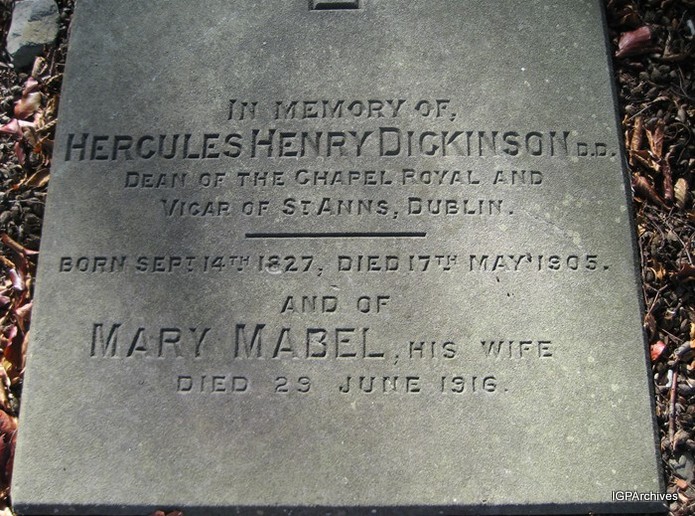 IN MEMORY OF,
HERCULES HENRY DICKINSON D.D.
DEAN OF THE CHAPEL ROYAL AND
VICAR OF ST ANNS, DUBLIN.
BORN SEPT 14TH 1827, DIED 17TH MAY 1905.
AND OF
MARY MABEL, HIS WIFE
DIED 29 JUNE 1916.
IGPArchives